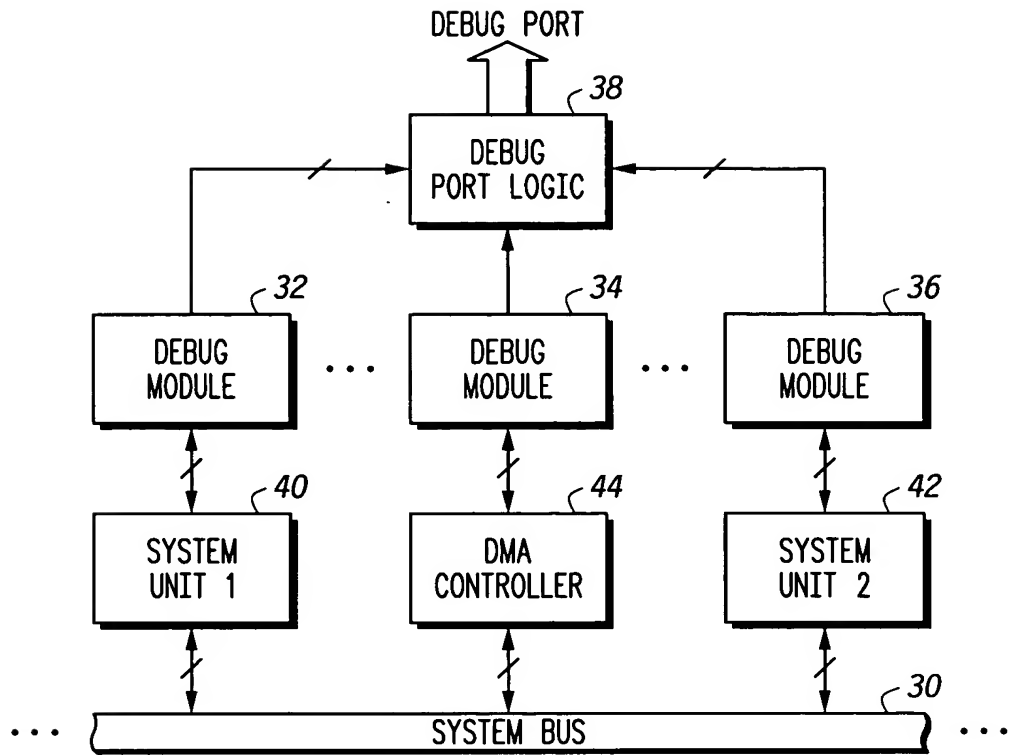 DEBUG PORT
38
DEBUG
PORT LOGIC
32
34
36
DEBUG
MODULE
• • •
DEBUG
MODULE
• • •
DEBUG
MODULE
40
44
42
SYSTEM
UNIT 1
DMA
CONTROLLER
SYSTEM
UNIT 2
30
• • •
SYSTEM BUS
• • •